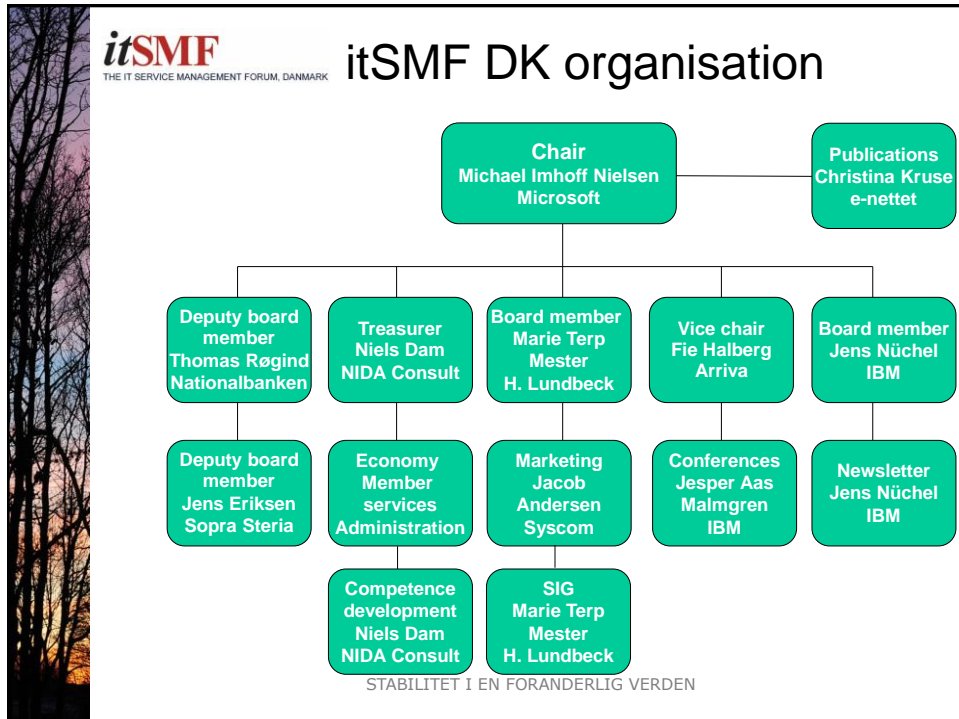 itSMF
THE IT SERVICE MANAGEMENT FORUM, DANMARK
itSMF DK organisation
Chair
Michael Imhoff Nielsen
Microsoft
Publications
Christina Kruse
e-nettet
Deputy board
member
Thomas Røgind
Nationalbanken
Treasurer
Niels Dam
NIDA Consult
Board member
Marie Terp
Mester
H. Lundbeck
Vice chair
Fie Halberg
Arriva
Board member
Jens Nüchel
IBM
Deputy board
member
Jens Eriksen
Sopra Steria
Economy
Member
services
Administration
Marketing
Jacob
Andersen
Syscom
Conferences
Jesper Aas
Malmgren
IBM
Newsletter
Jens Nüchel
IBM
Competence
development
Niels Dam
NIDA Consult
SIG
Marie Terp
Mester
H. Lundbeck
STABILITET I EN FORANDERLIG VERDEN